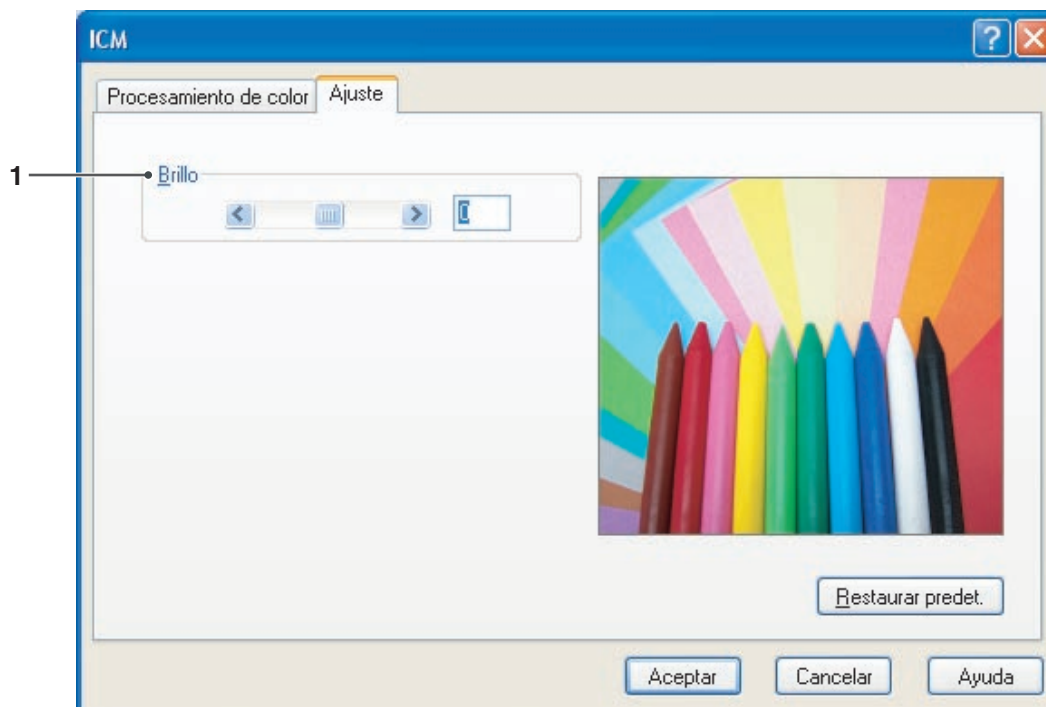 ICM
Procesamiento de color
Ajuste
1
Brillo
0
Restaurar predet.
Aceptar
Cancelar
Ayuda